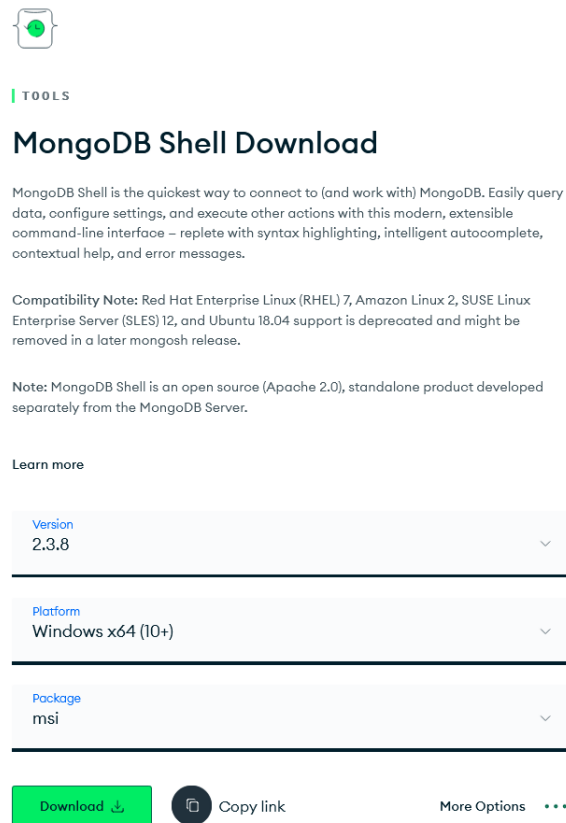 TOOLS
MongoDB Shell Download
MongoDB Shell is the quickest way to connect to (and work with) MongoDB. Easily query
data, configure settings, and execute other actions with this modern, extensible
command-line interface — replete with syntax highlighting, intelligent autocomplete,
contextual help, and error messages.
Compatibility Note: Red Hat Enterprise Linux (RHEL) 7, Amazon Linux 2, SUSE Linux
Enterprise Server (SLES) 12, and Ubuntu 18.04 support is deprecated and might be
removed in a later mongosh release.
Note: MongoDB Shell is an open source (Apache 2.0), standalone product developed
separately from the MongoDB Server.
Learn more
Version
2.3.8
Platform
Windows x64 (10+)
Package
msi
Download Copy link More Options